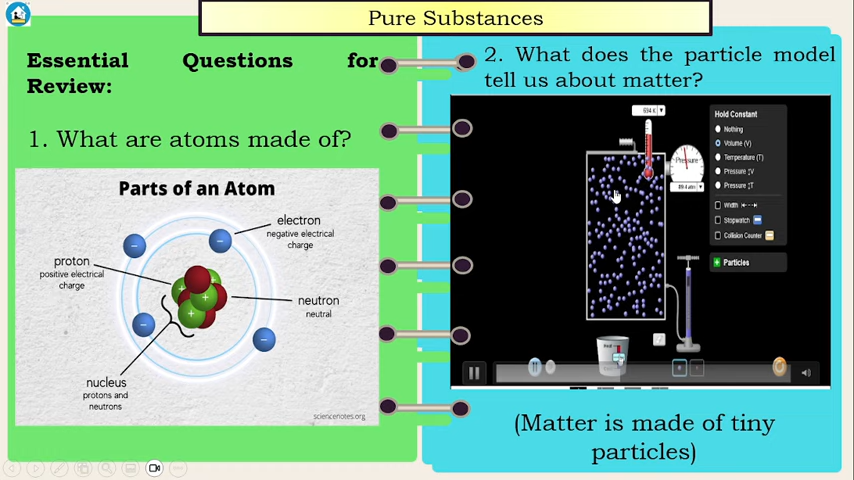 Pure Substances
Essential Questions for
Review:
1. What are atoms made of?
Parts of an Atom
electron
negative electrical
charge
proton
positive electrical
charge
neutron
neutral
nucleus
protons and
neutrons
sciencenotes.org
2. What does the particle model
tell us about matter?
Hold Constant
Nothing
Volume (V)
Temperature (T)
Pressure ↕V
Pressure ↕T
Width
Stopwatch
Collision Counter
Particles
Pressure
(Matter is made of tiny
particles)